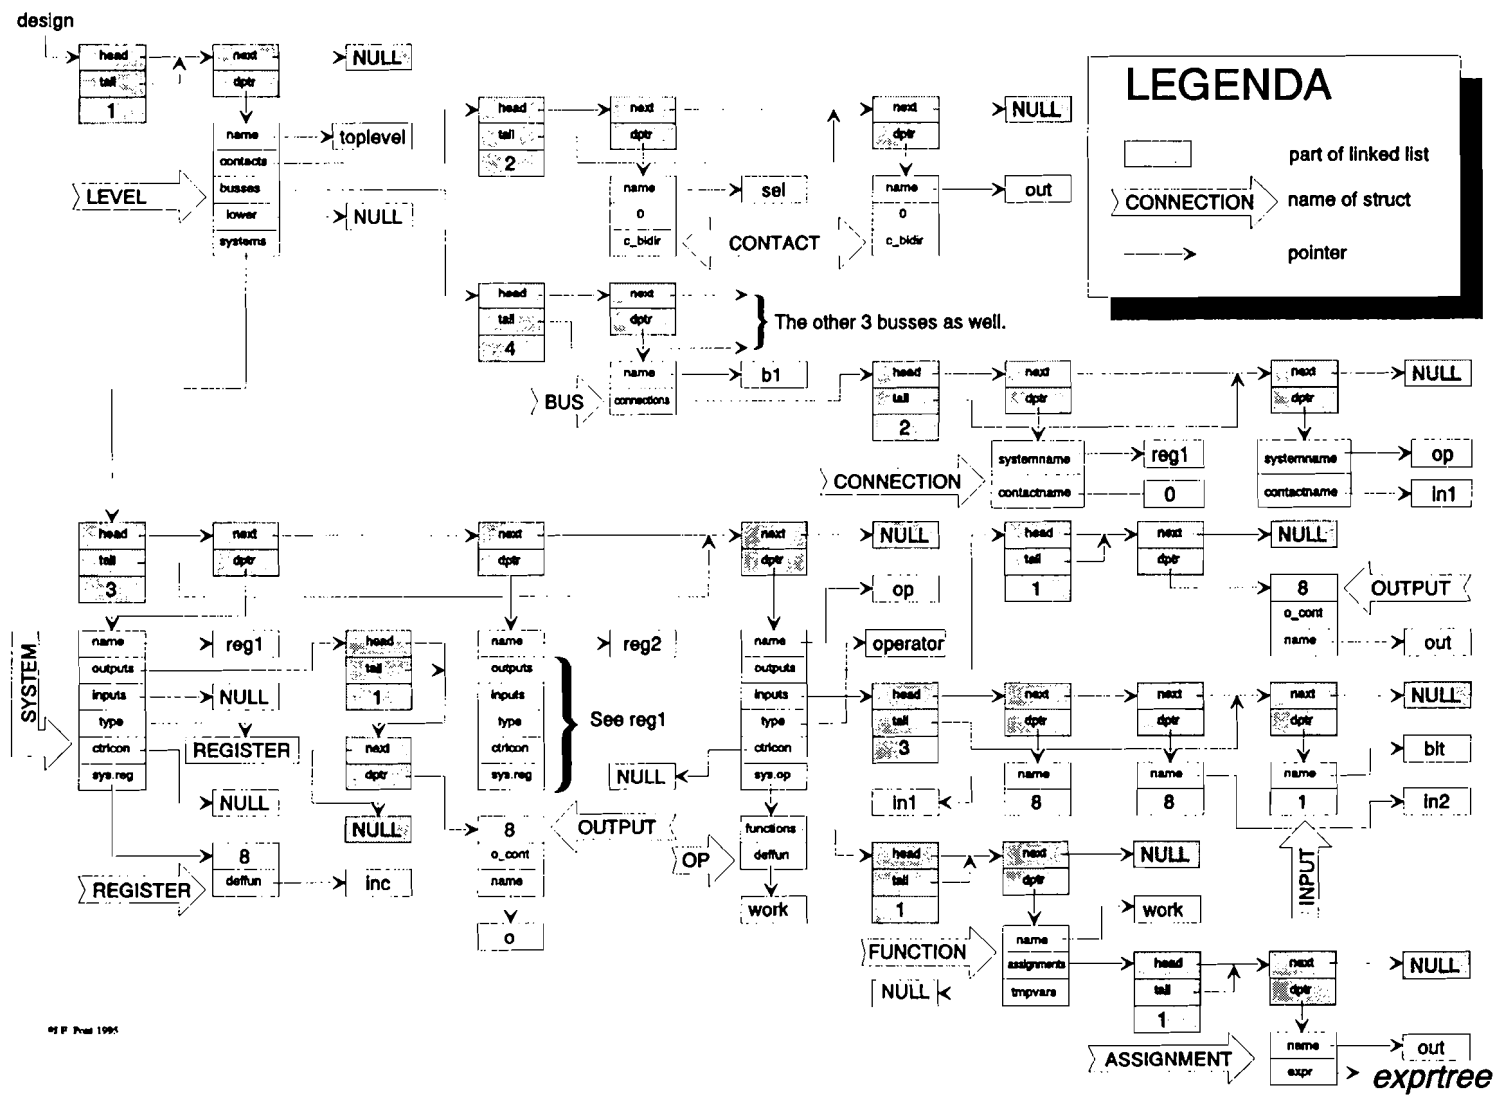 design
head
tail
1
next
dptr
NULL
name
contacts
busses
lower
systems
toplevel
NULL
LEVEL
head
tail
2
next
dptr
name
0
c_bidir
sel
CONTACT
next
dptr
NULL
name
0
c_bidir
out
LEGENDA
part of linked list
CONNECTION
name of struct
pointer
head
tail
4
next
dptr
The other 3 busses as well.
BUS
name
connections
b1
head
tail
2
next
dptr
next
dptr
NULL
CONNECTION
systemname
contactname
reg1
0
systemname
contactname
op
in1
head
tail
3
next
dptr
next
dptr
next
dptr
NULL
op
head
tail
1
next
dptr
NULL
8
o_cont
name
OUTPUT
out
SYSTEM
name
outputs
inputs
type
ctrlcon
sys.reg
reg1
NULL
REGISTER
NULL
head
tail
1
next
dptr
NULL
name
outputs
inputs
type
ctrlcon
sys.reg
reg2
See reg1
name
outputs
inputs
type
ctrlcon
sys.op
operator
NULL
head
tail
3
next
dptr
next
dptr
next
dptr
NULL
in1
name
8
name
8
name
1
bit
in2
INPUT
REGISTER
8
deffun
inc
8
o_cont
name
o
OUTPUT
OP
functions
deffun
work
head
tail
1
next
dptr
NULL
work
FUNCTION
name
assignments
tmpvars
NULL
head
tail
1
next
dptr
NULL
ASSIGNMENT
name
expr
out
exprtree
1995